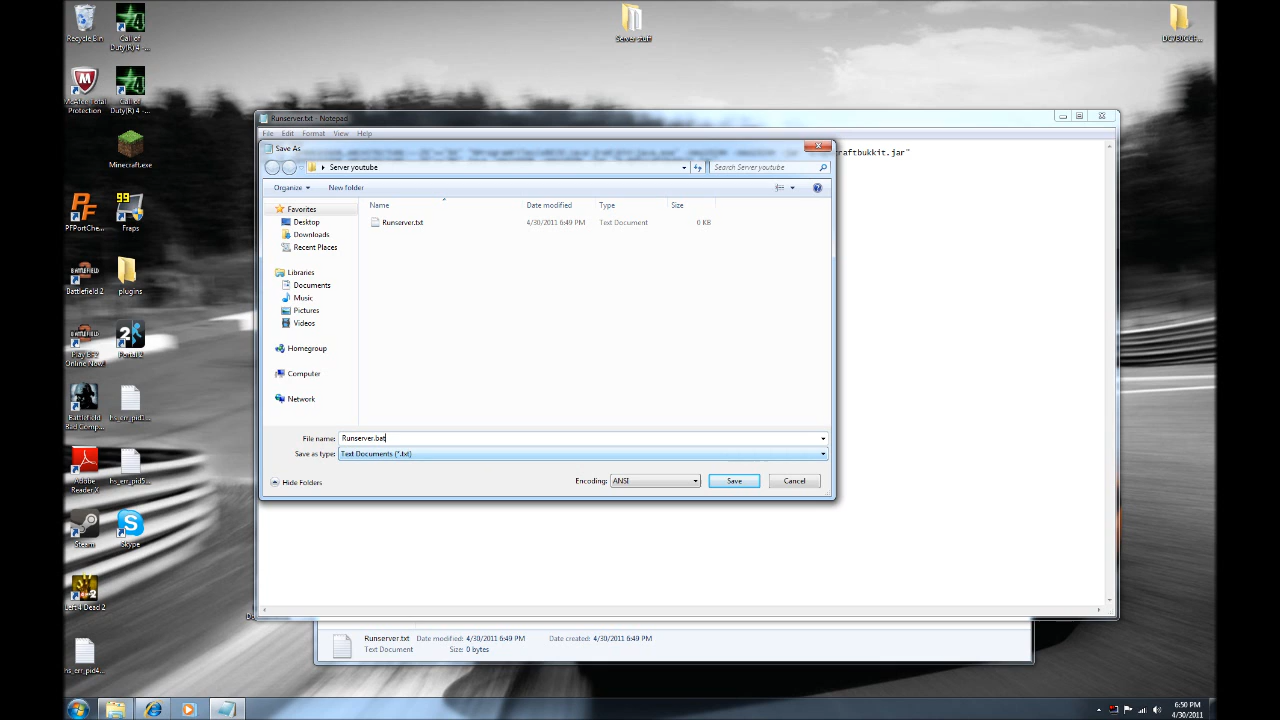 Recycle Bin
Call of
Duty(R) 4 -...
Server stuff
McAfee Total
Protection
Call of
Duty(R) 4 -...
Minecraft.exe
PFPortChe...
99
Fraps
Battlefield 2
plugins
Play BF2
Online Now!
Portal 2
Battlefield
Bad Comp...
Adobe
Reader X
Steam
Skype
Left 4 Dead 2
hs_err_pid4...
Runserver.txt - Notepad
File Edit Format View Help
craftbukkit.jar"
Save As
Server youtube
Search Server youtube
Organize
New folder
Name
Date modified
Type
Size
Runserver.txt
4/30/2011 6:49 PM
Text Document
0 KB
Favorites
Desktop
Downloads
Recent Places
Libraries
Documents
Music
Pictures
Videos
Homegroup
Computer
Network
File name: Runserver.bat
Save as type: Text Documents (*.txt)
Hide Folders
Encoding: ANSI
Save
Cancel
Runserver.txt Date modified: 4/30/2011 6:49 PM Date created: 4/30/2011 6:49 PM
Text Document Size: 0 bytes
6:50 PM
4/30/2011